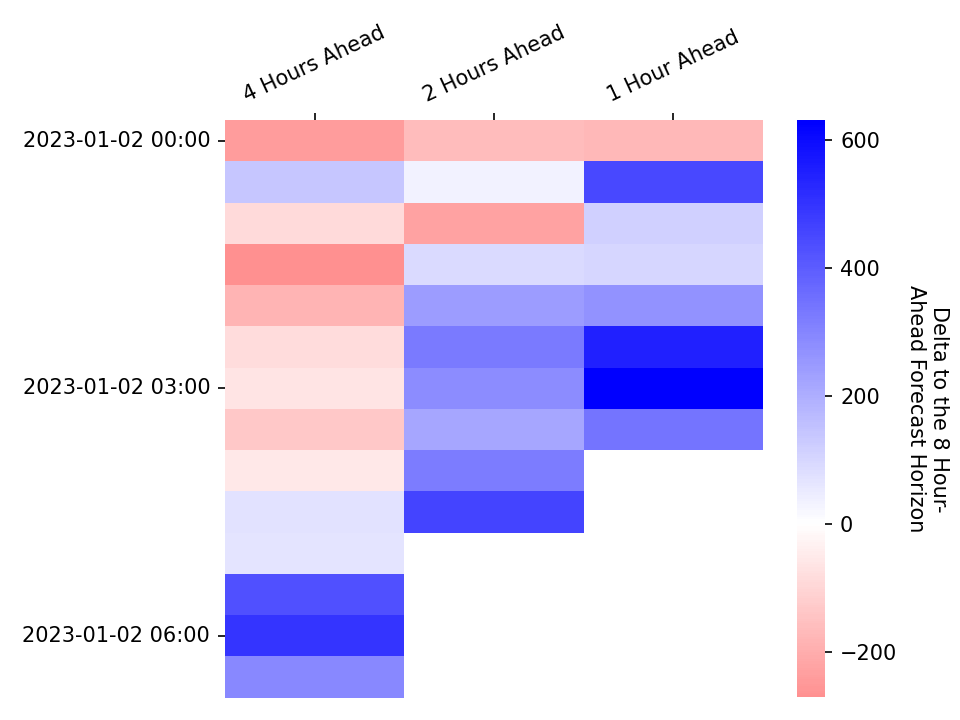 4 Hours Ahead
2 Hours Ahead
1 Hour Ahead
2023-01-02 00:00
2023-01-02 03:00
2023-01-02 06:00
600
400
200
0
−200
Delta to the 8 Hour-
Ahead Forecast Horizon